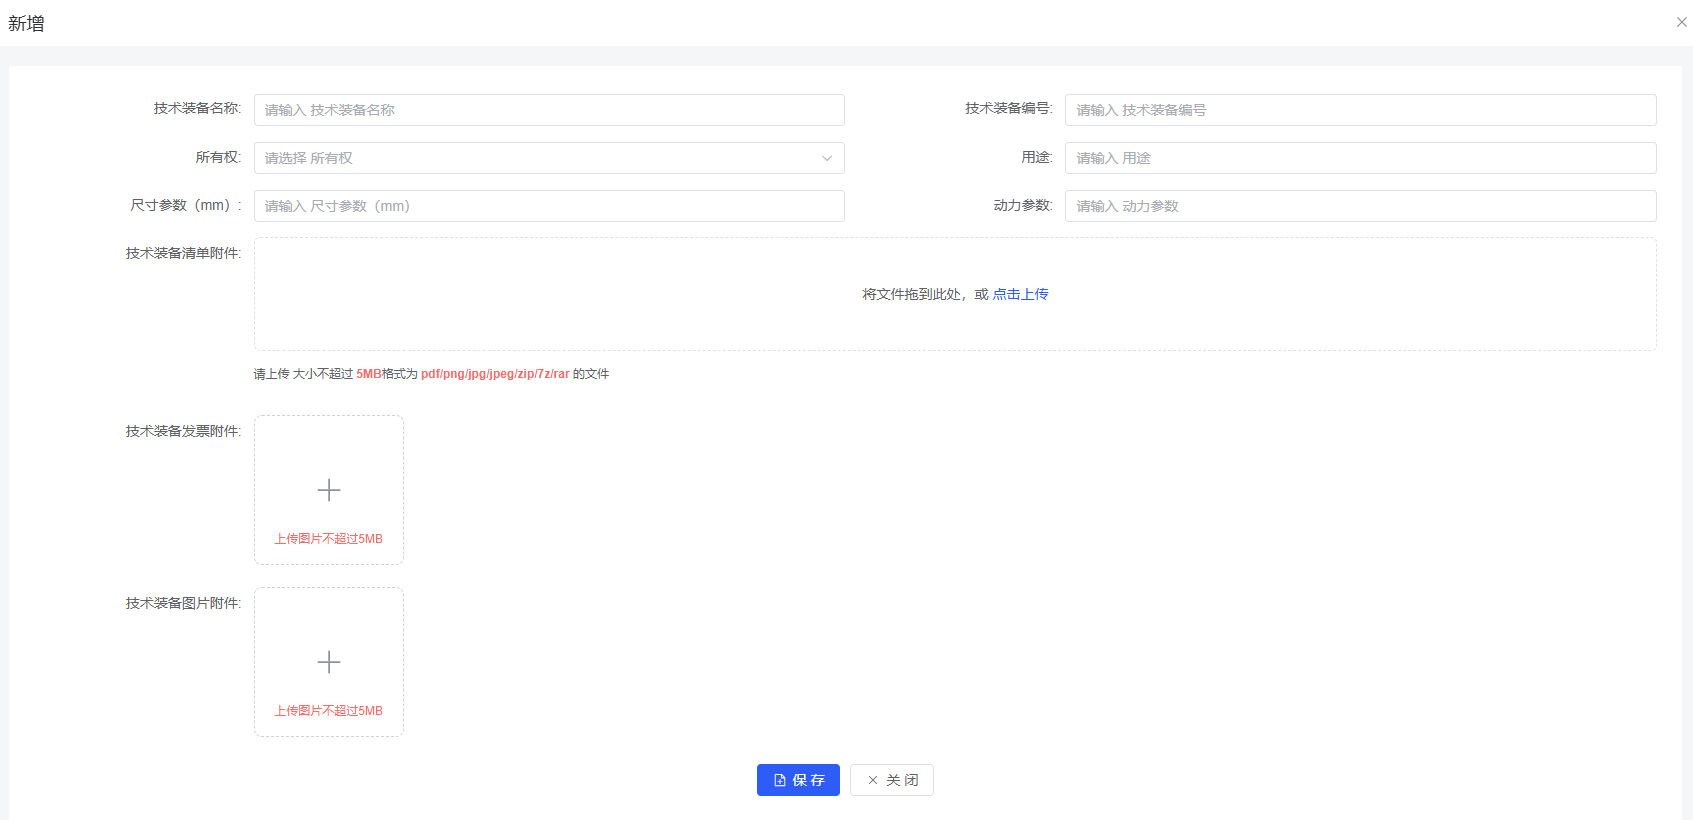 新增
技术装备名称: 请输入 技术装备名称 技术装备编号: 请输入 技术装备编号
所有权: 请选择 所有权 用途: 请输入 用途
尺寸参数（mm）: 请输入 尺寸参数（mm） 动力参数: 请输入 动力参数
技术装备清单附件:
将文件拖到此处，或 点击上传
请上传 大小不超过 5MB格式为 pdf/png/jpg/jpeg/zip/7z/rar 的文件
技术装备发票附件:
上传图片不超过5MB
技术装备图片附件:
上传图片不超过5MB
保存 关闭